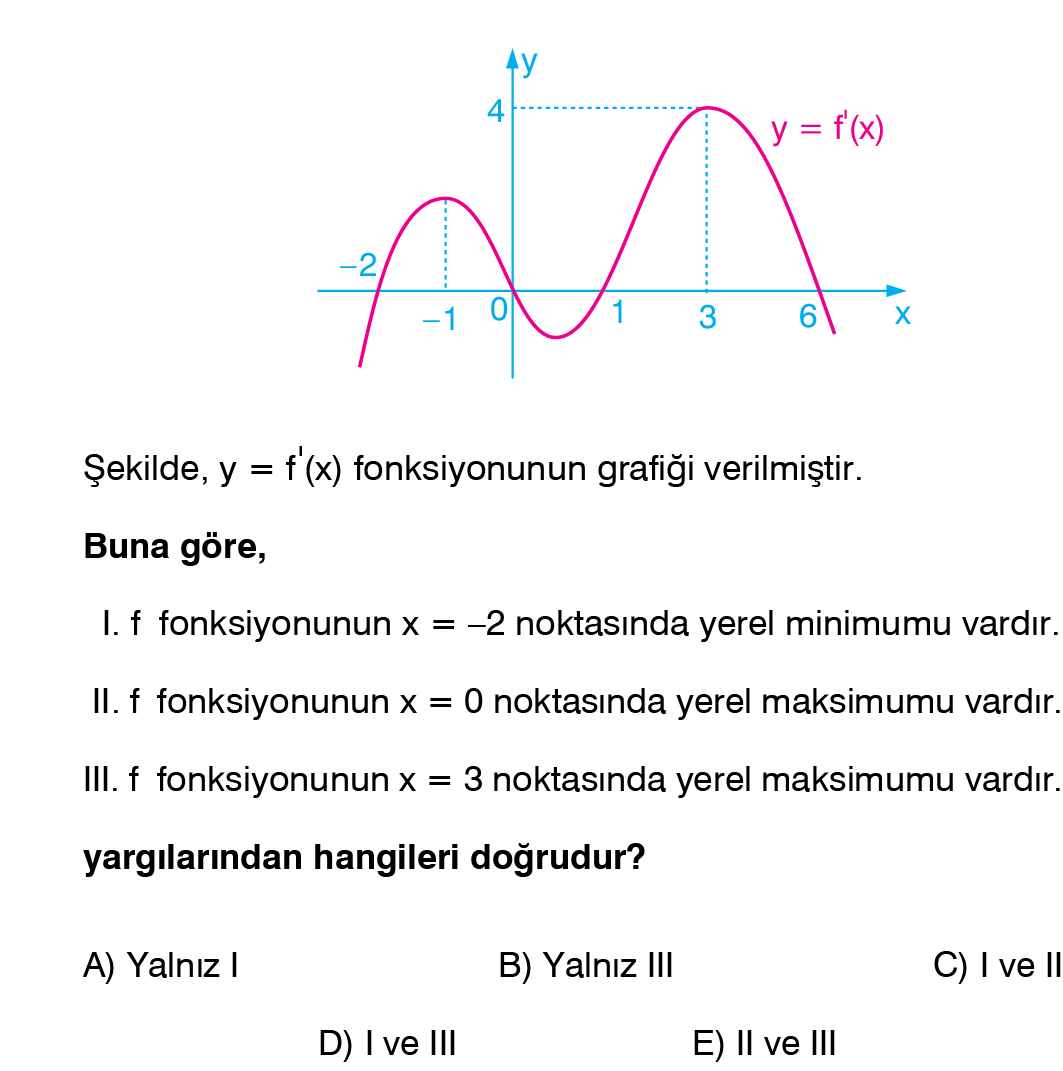 y
4
y = f'(x)
–2
–1
0
1
3
6
x
Şekilde, y = f'(x) fonksiyonunun grafiği verilmiştir.
Buna göre,
I. f fonksiyonunun x = –2 noktasında yerel minimumu vardır.
II. f fonksiyonunun x = 0 noktasında yerel maksimumu vardır.
III. f fonksiyonunun x = 3 noktasında yerel maksimumu vardır.
yargılarından hangileri doğrudur?
A) Yalnız I B) Yalnız III C) I ve II
D) I ve III E) II ve III